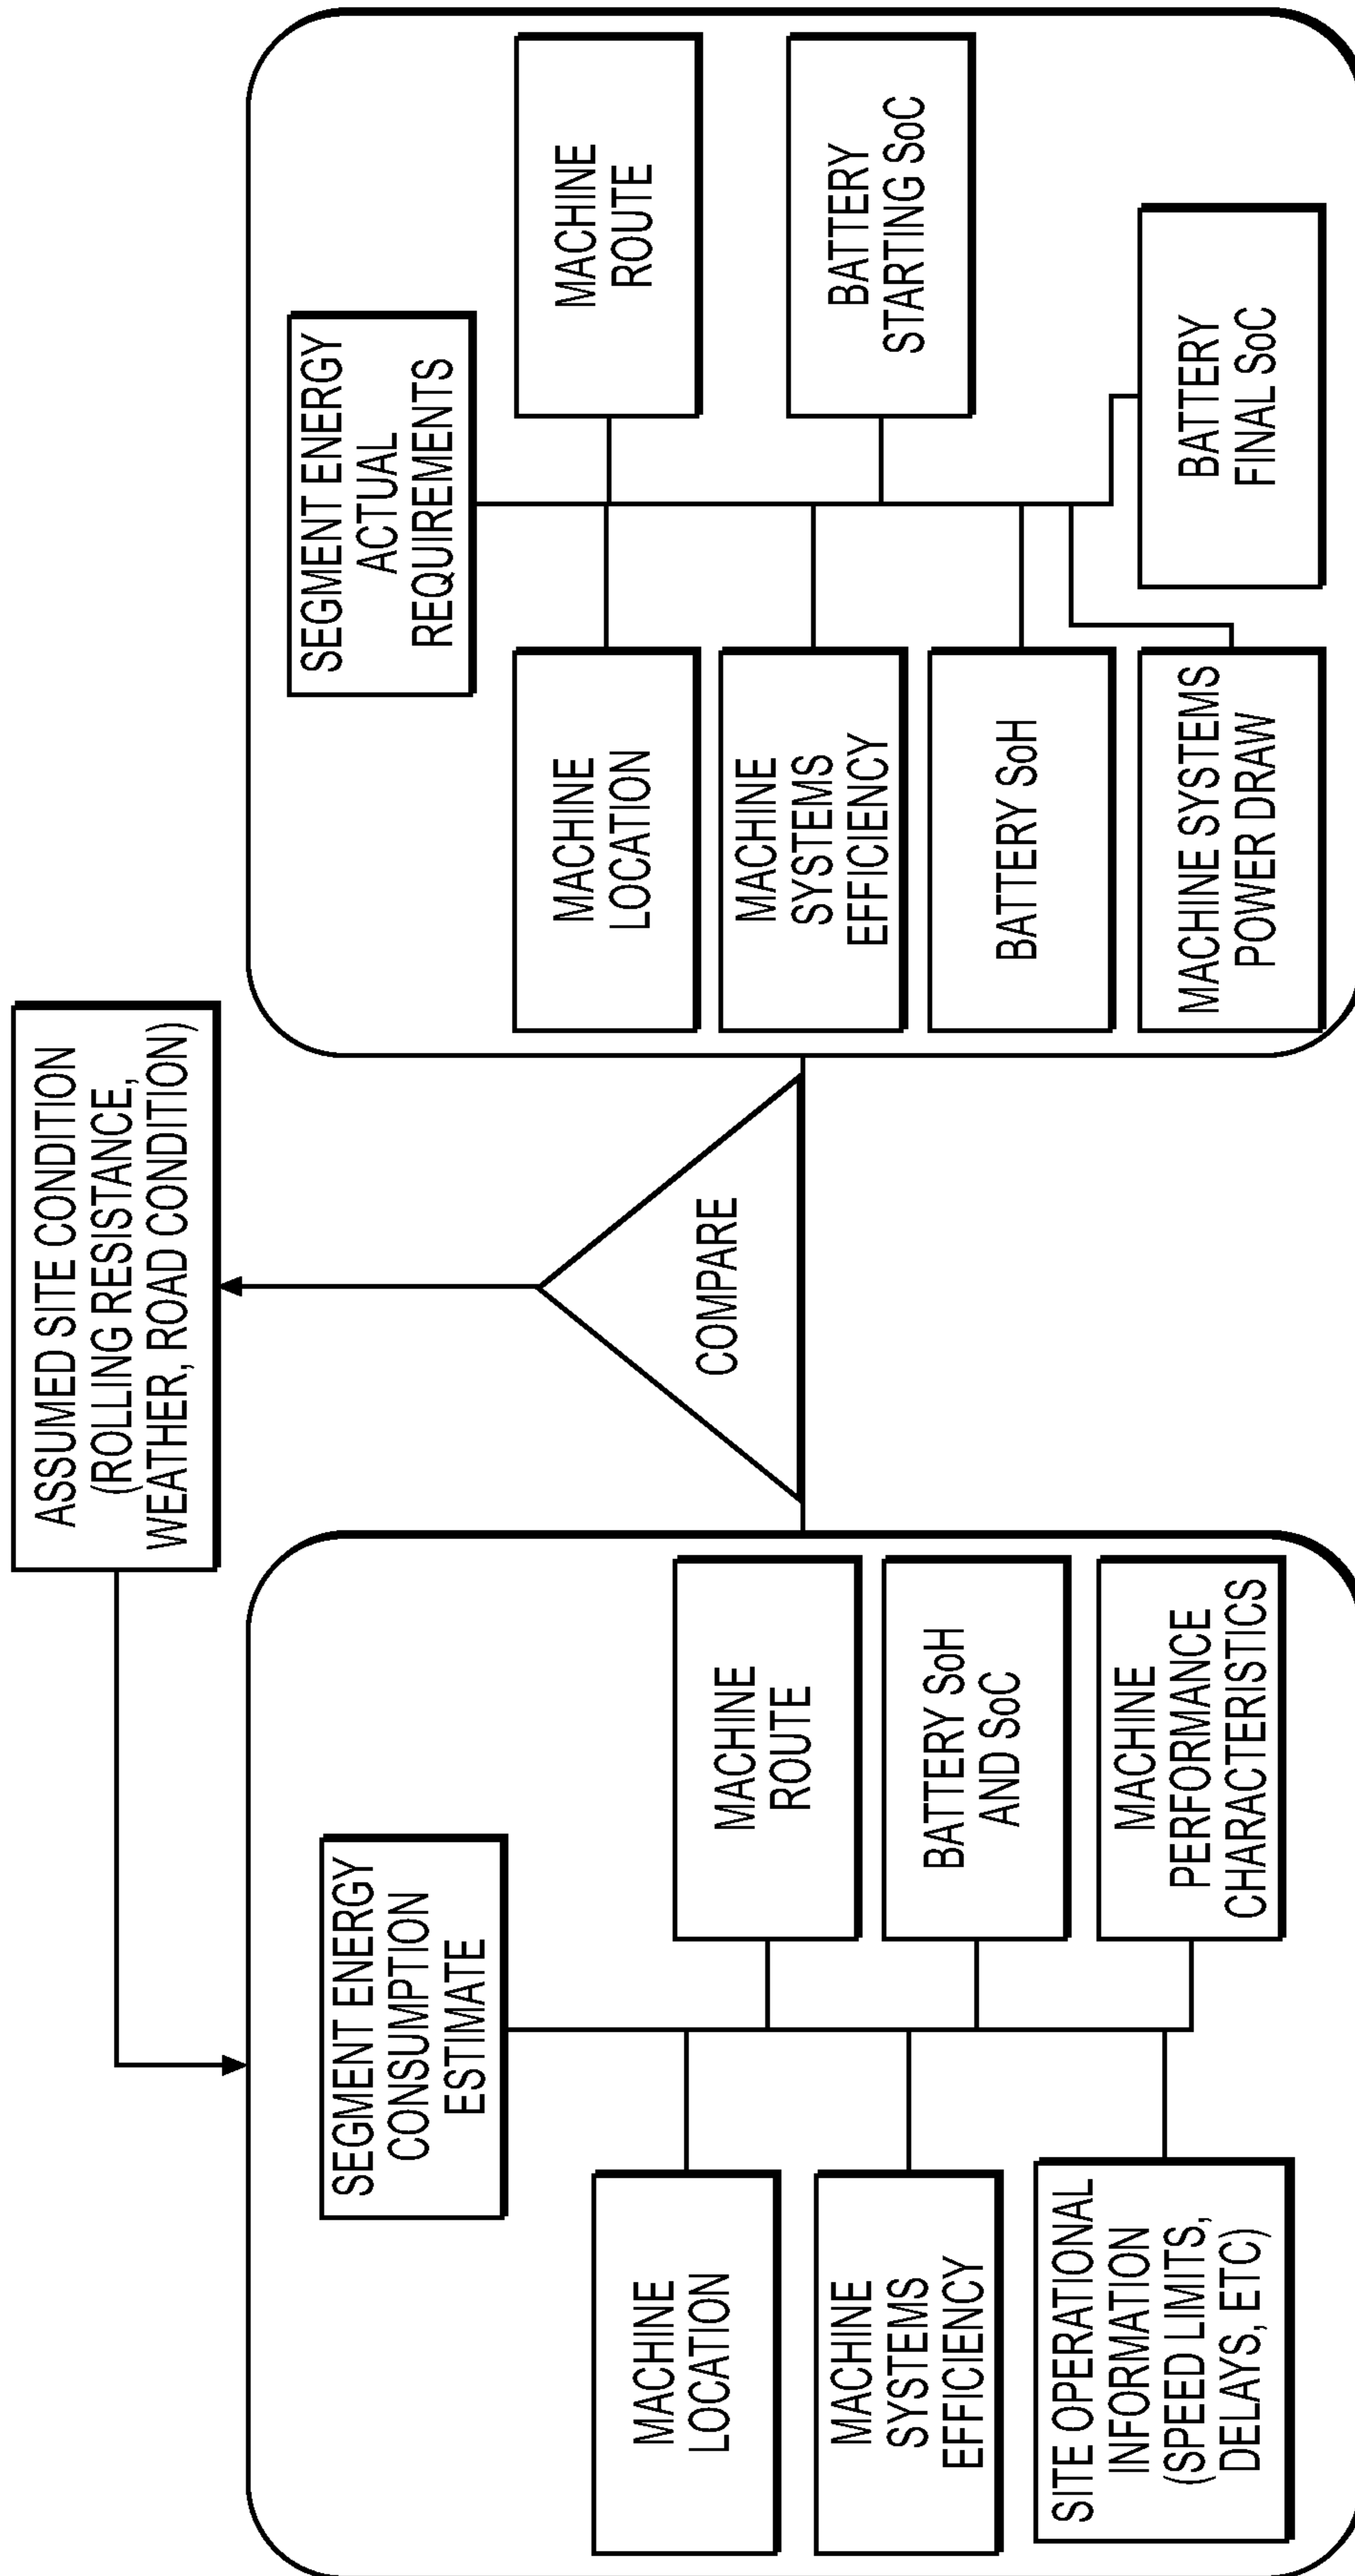 ASSUMED SITE CONDITION
(ROLLING RESISTANCE,
WEATHER, ROAD CONDITION)
SEGMENT ENERGY
CONSUMPTION
ESTIMATE
MACHINE
LOCATION
MACHINE
ROUTE
MACHINE
SYSTEMS
EFFICIENCY
BATTERY SoH
AND SoC
SITE OPERATIONAL
INFORMATION
(SPEED LIMITS,
DELAYS, ETC)
MACHINE
PERFORMANCE
CHARACTERISTICS
COMPARE
SEGMENT ENERGY
ACTUAL
REQUIREMENTS
MACHINE
LOCATION
MACHINE
ROUTE
MACHINE
SYSTEMS
EFFICIENCY
BATTERY
STARTING SoC
BATTERY SoH
MACHINE SYSTEMS
POWER DRAW
BATTERY
FINAL SoC